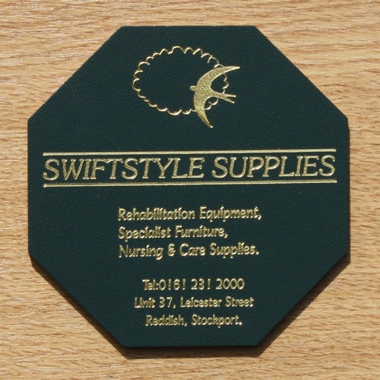 SWIFTSTYLE SUPPLIES
Rehabilitation Equipment,
Specialist Furniture,
Nursing & Care Supplies.
Tel:0161 231 2000
Unit 37, Leicester Street
Reddish, Stockport.